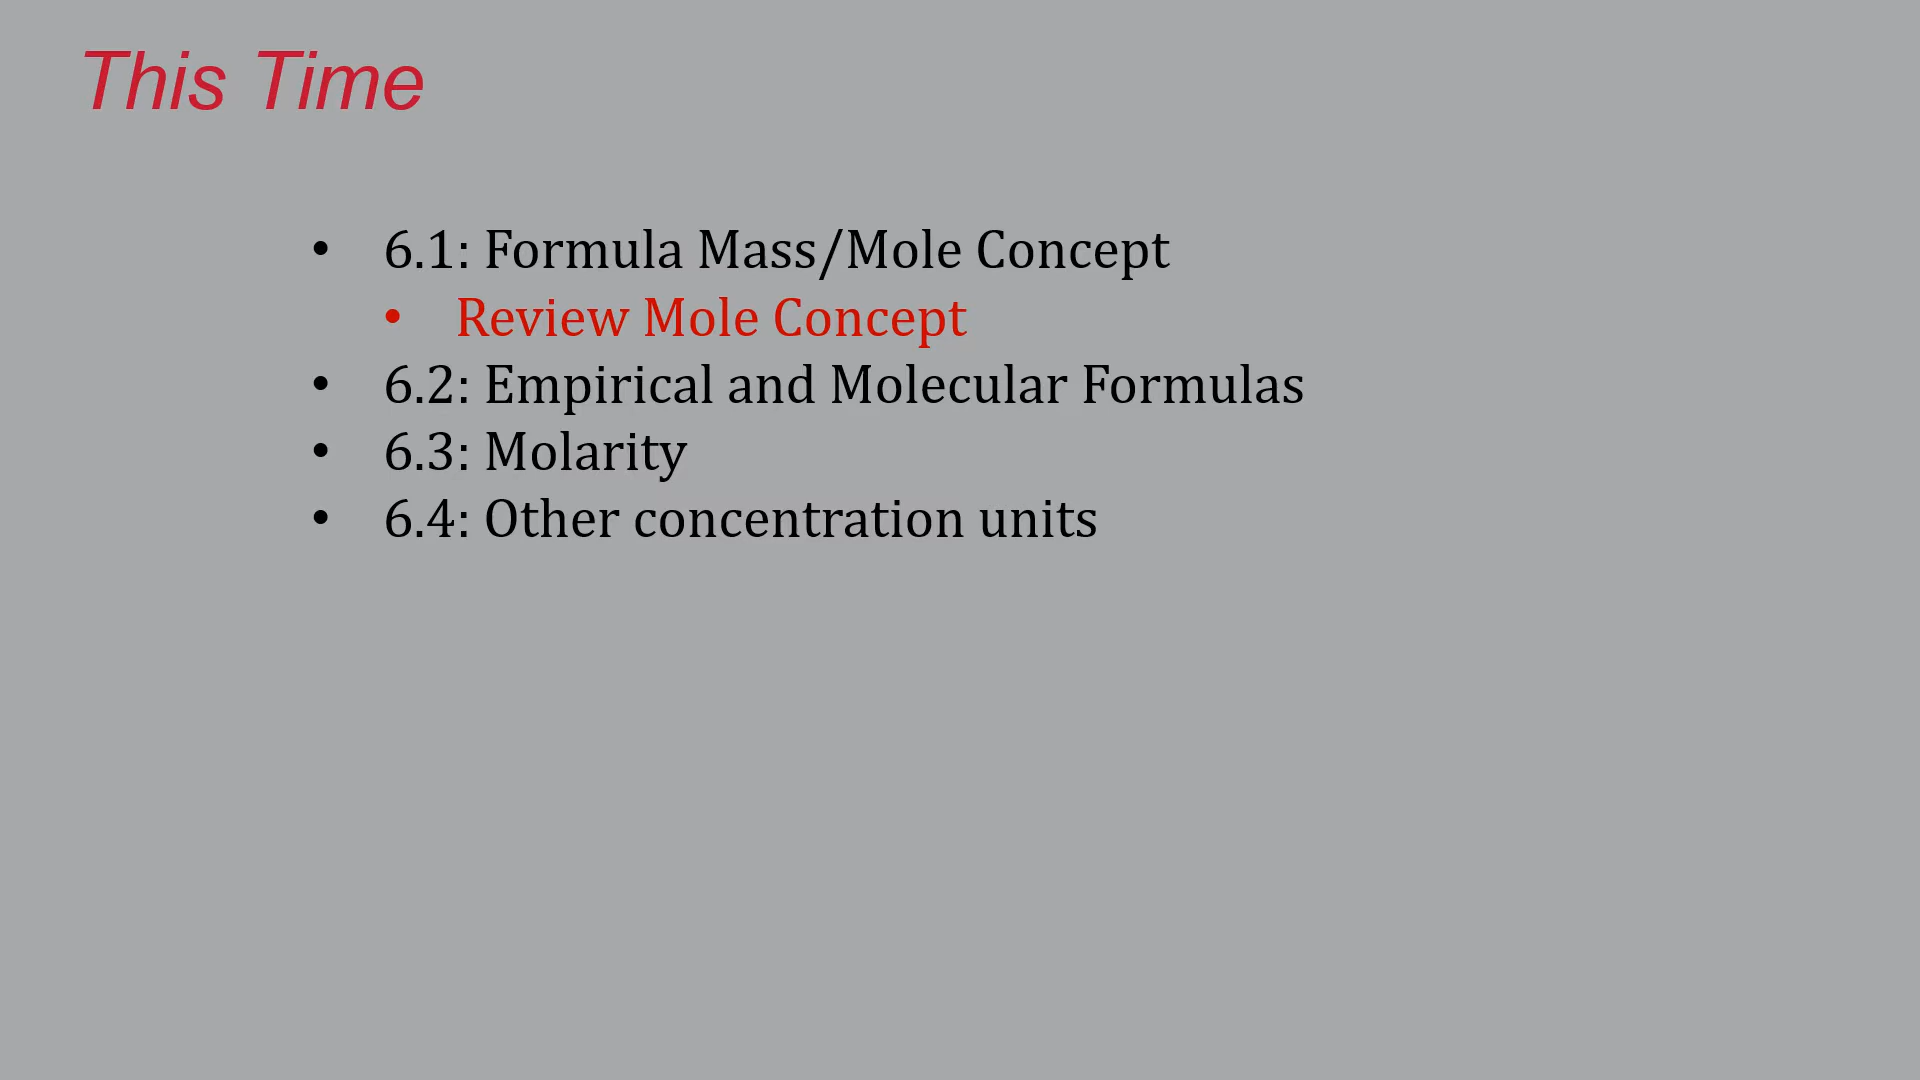 This Time
• 6.1: Formula Mass/Mole Concept
• Review Mole Concept
• 6.2: Empirical and Molecular Formulas
• 6.3: Molarity
• 6.4: Other concentration units